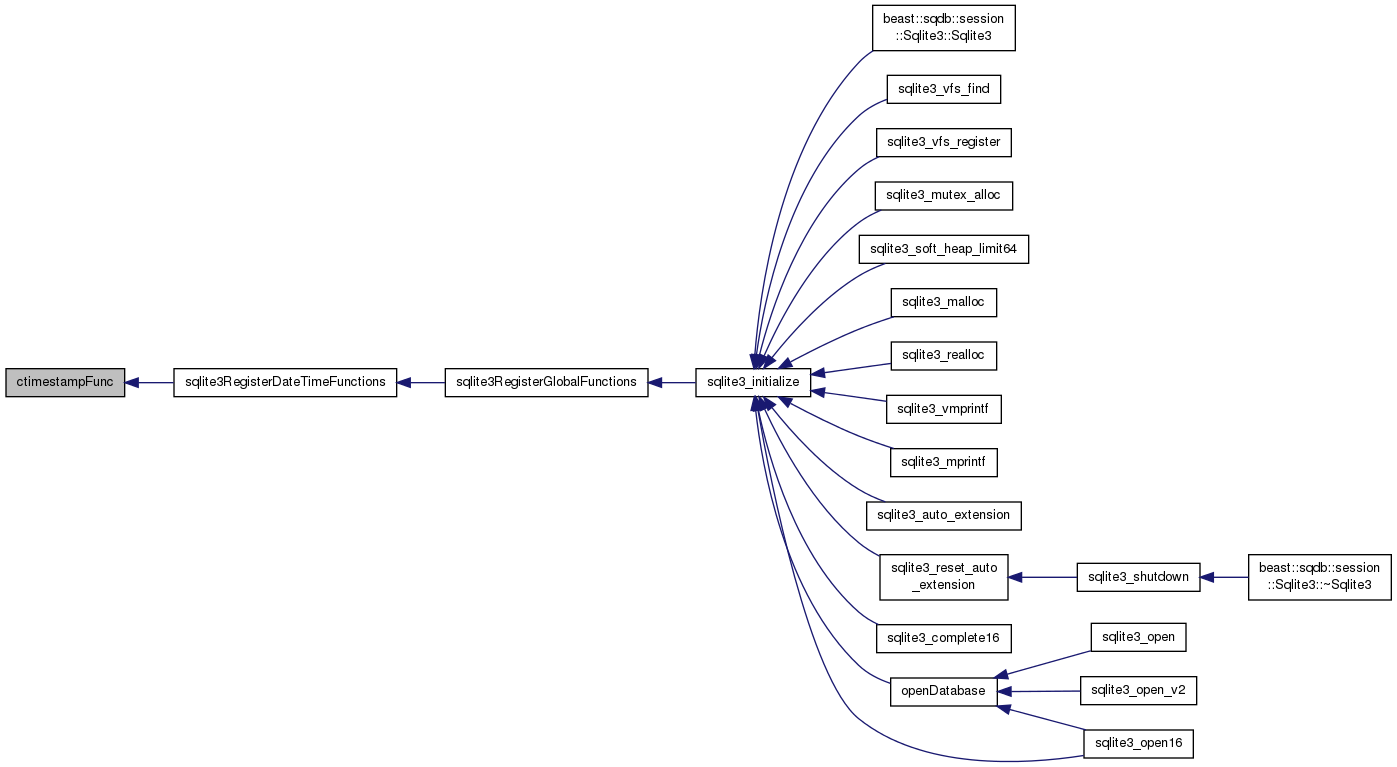 beast::sqdb::session
::Sqlite3::Sqlite3
sqlite3_vfs_find
sqlite3_vfs_register
sqlite3_mutex_alloc
sqlite3_soft_heap_limit64
sqlite3_malloc
sqlite3_realloc
ctimestampFunc
sqlite3RegisterDateTimeFunctions
sqlite3RegisterGlobalFunctions
sqlite3_initialize
sqlite3_vmprintf
sqlite3_mprintf
sqlite3_auto_extension
sqlite3_reset_auto
_extension
sqlite3_shutdown
beast::sqdb::session
::Sqlite3::~Sqlite3
sqlite3_complete16
sqlite3_open
openDatabase
sqlite3_open_v2
sqlite3_open16